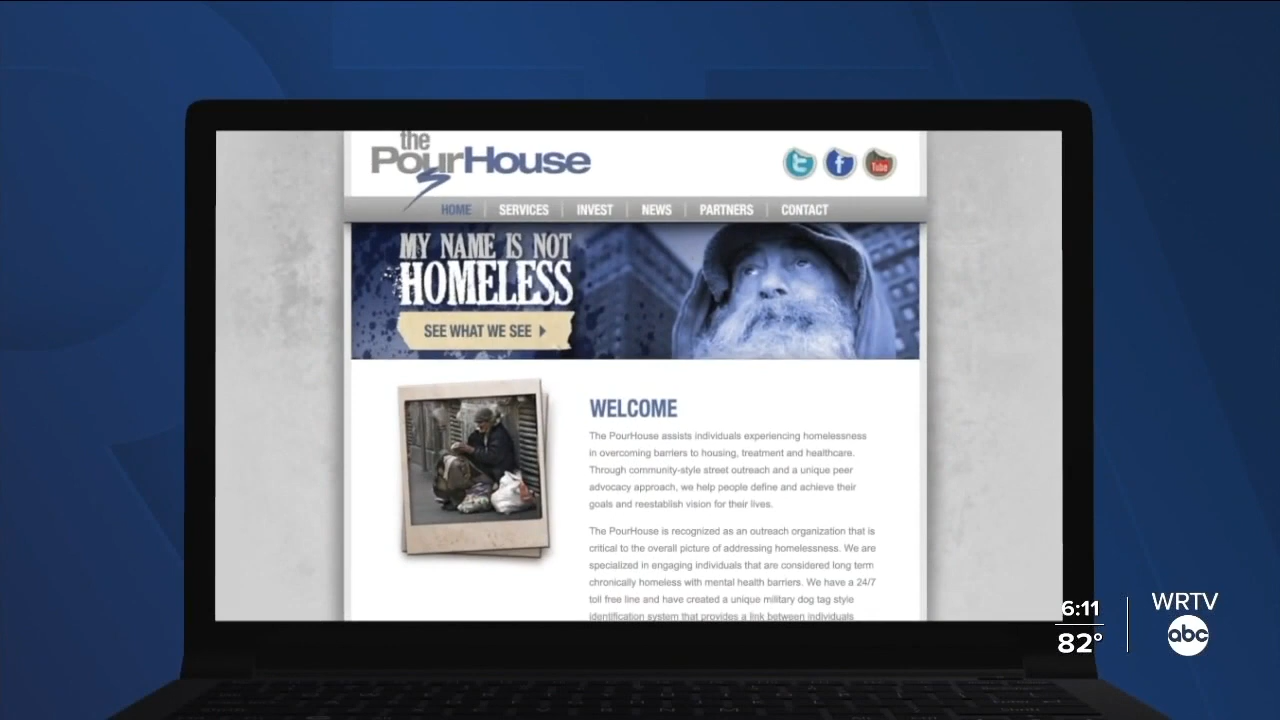 the
PourHouse
t
f
Tube
HOME
SERVICES
INVEST
NEWS
PARTNERS
CONTACT
MY NAME IS NOT
HOMELESS
SEE WHAT WE SEE
WELCOME
The PourHouse assists individuals experiencing homelessness
in overcoming barriers to housing, treatment and healthcare.
Through community-style street outreach and a unique peer
advocacy approach, we help people define and achieve their
goals and reestablish vision for their lives.
The PourHouse is recognized as an outreach organization that is
critical to the overall picture of addressing homelessness. We are
specialized in engaging individuals that are considered long term
chronically homeless with mental health barriers. We have a 24/7
toll free line and have created a unique military dog tag style
identification system that provides a link between individuals
6:11
82°
WRTV
abc